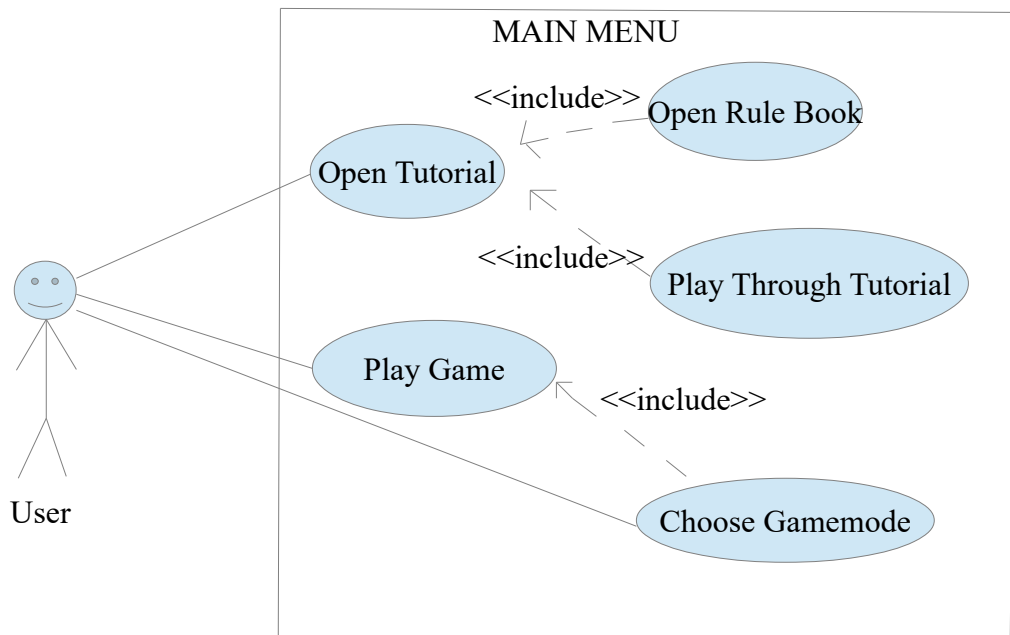 MAIN MENU
<<include>>
Open Rule Book
Open Tutorial
<<include>>
Play Through Tutorial
Play Game
<<include>>
User
Choose Gamemode